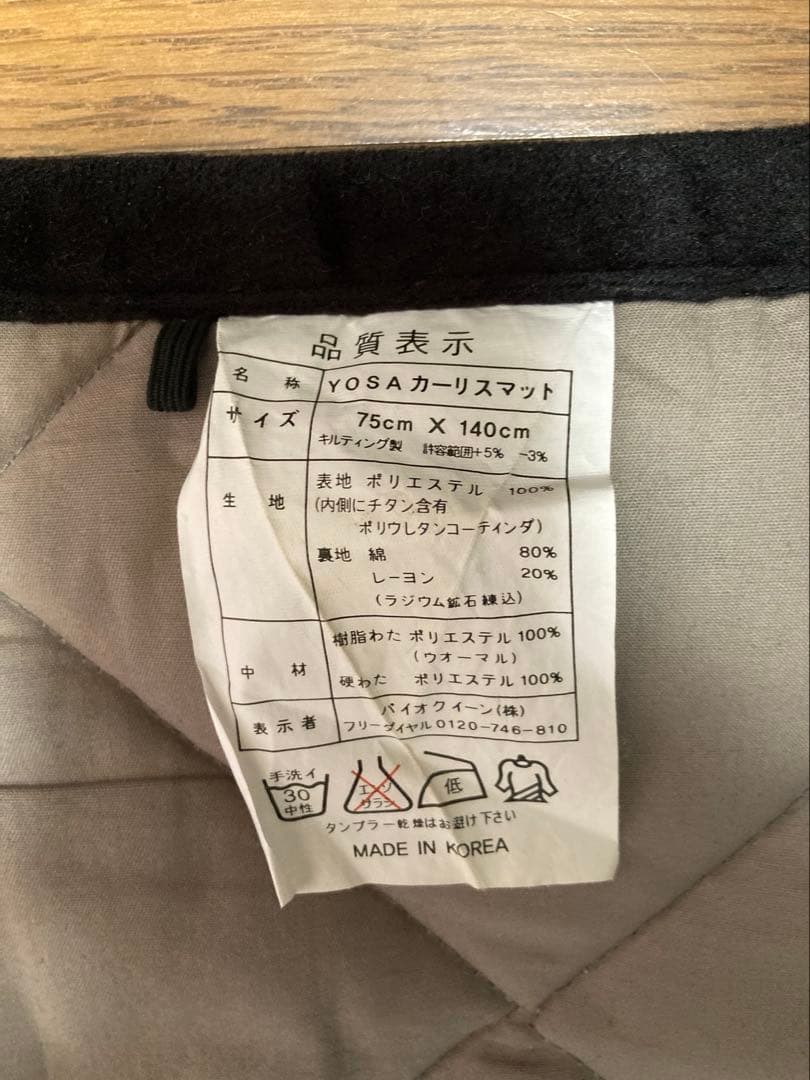 品質表示
名称 YOSAカーリスマット
サイズ 75cm X 140cm
キルティング製 許容範囲+5% -3%
生地 表地 ポリエステル 100%
(内側にチタン含有
ポリウレタンコーティンダ)
裏地 綿 80%
レーヨン 20%
(ラジウム鉱石練込)
中材 樹脂わた ポリエステル 100%
(ウオーマル)
硬わた ポリエステル 100%
表示者 バイオクイーン(株)
フリーダイヤル 0120-746-810
手洗イ
30
中性
エンソ
サラシ
低
タンプラー乾燥はお避け下さい
MADE IN KOREA